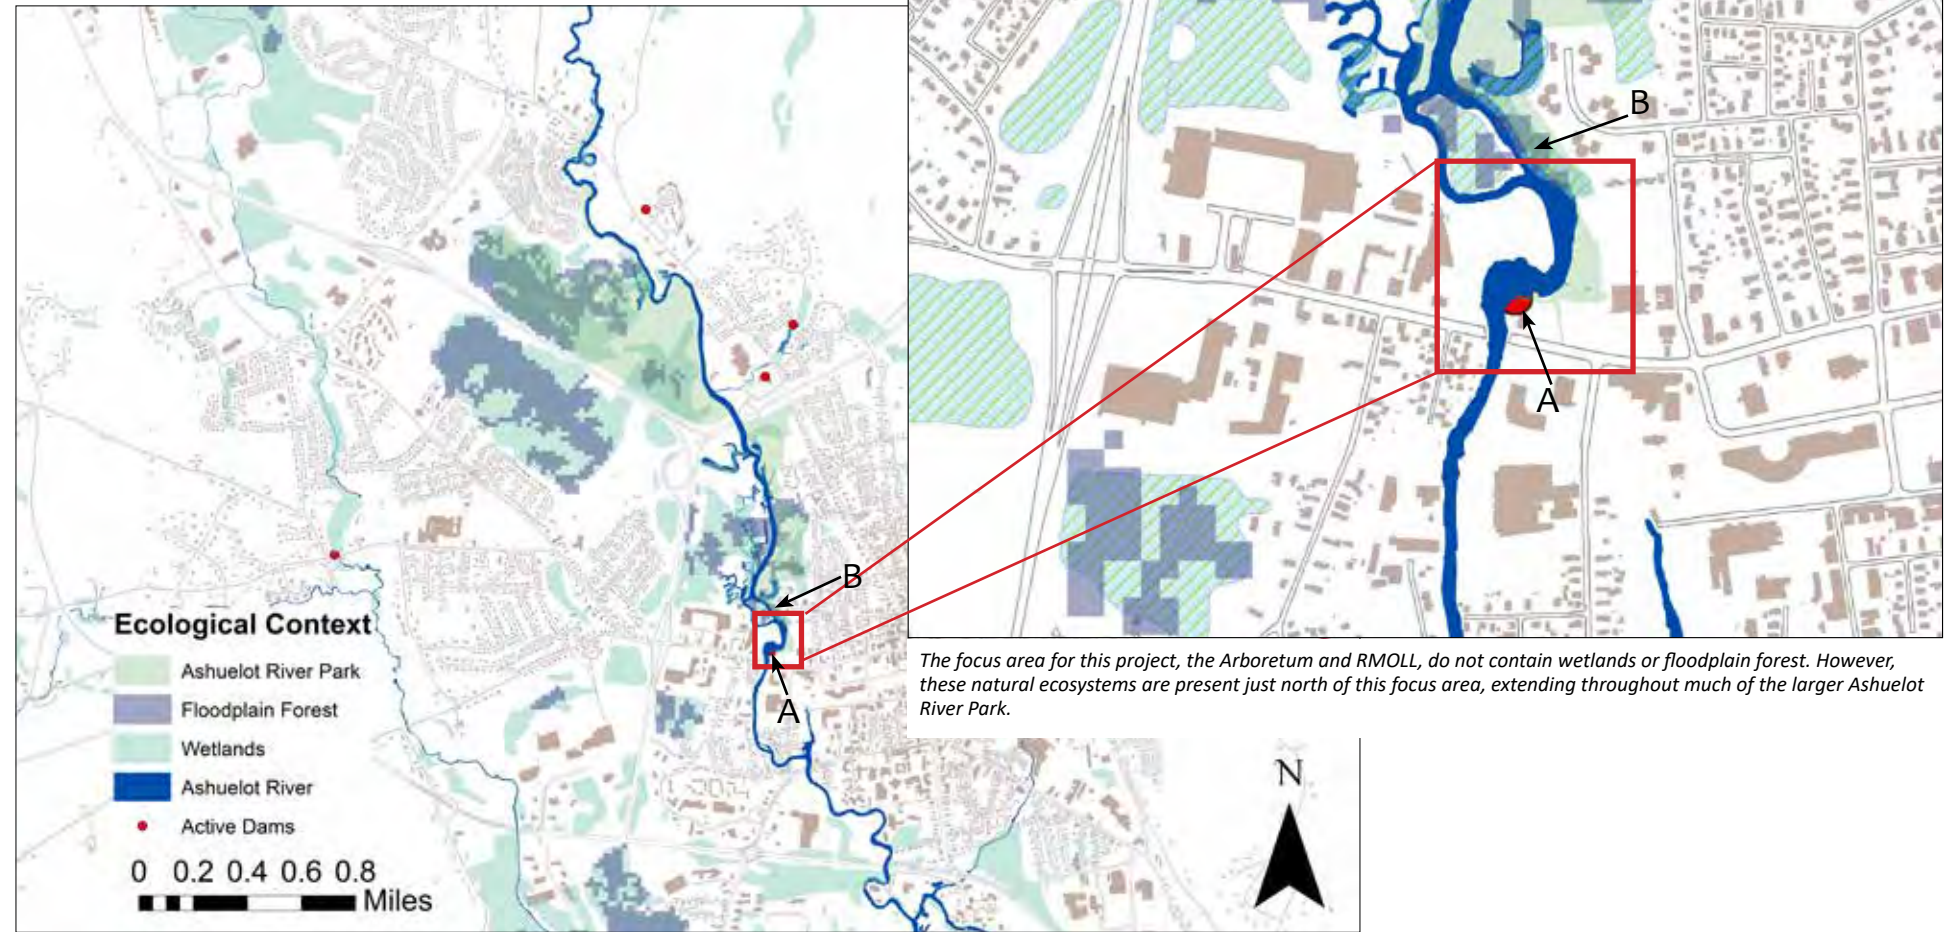 B
A
B
A
Ecological Context
Ashuelot River Park
Floodplain Forest
Wetlands
Ashuelot River
Active Dams
0 0.2 0.4 0.6 0.8
Miles
The focus area for this project, the Arboretum and RMOLL, do not contain wetlands or floodplain forest. However,
these natural ecosystems are present just north of this focus area, extending throughout much of the larger Ashuelot
River Park.
N